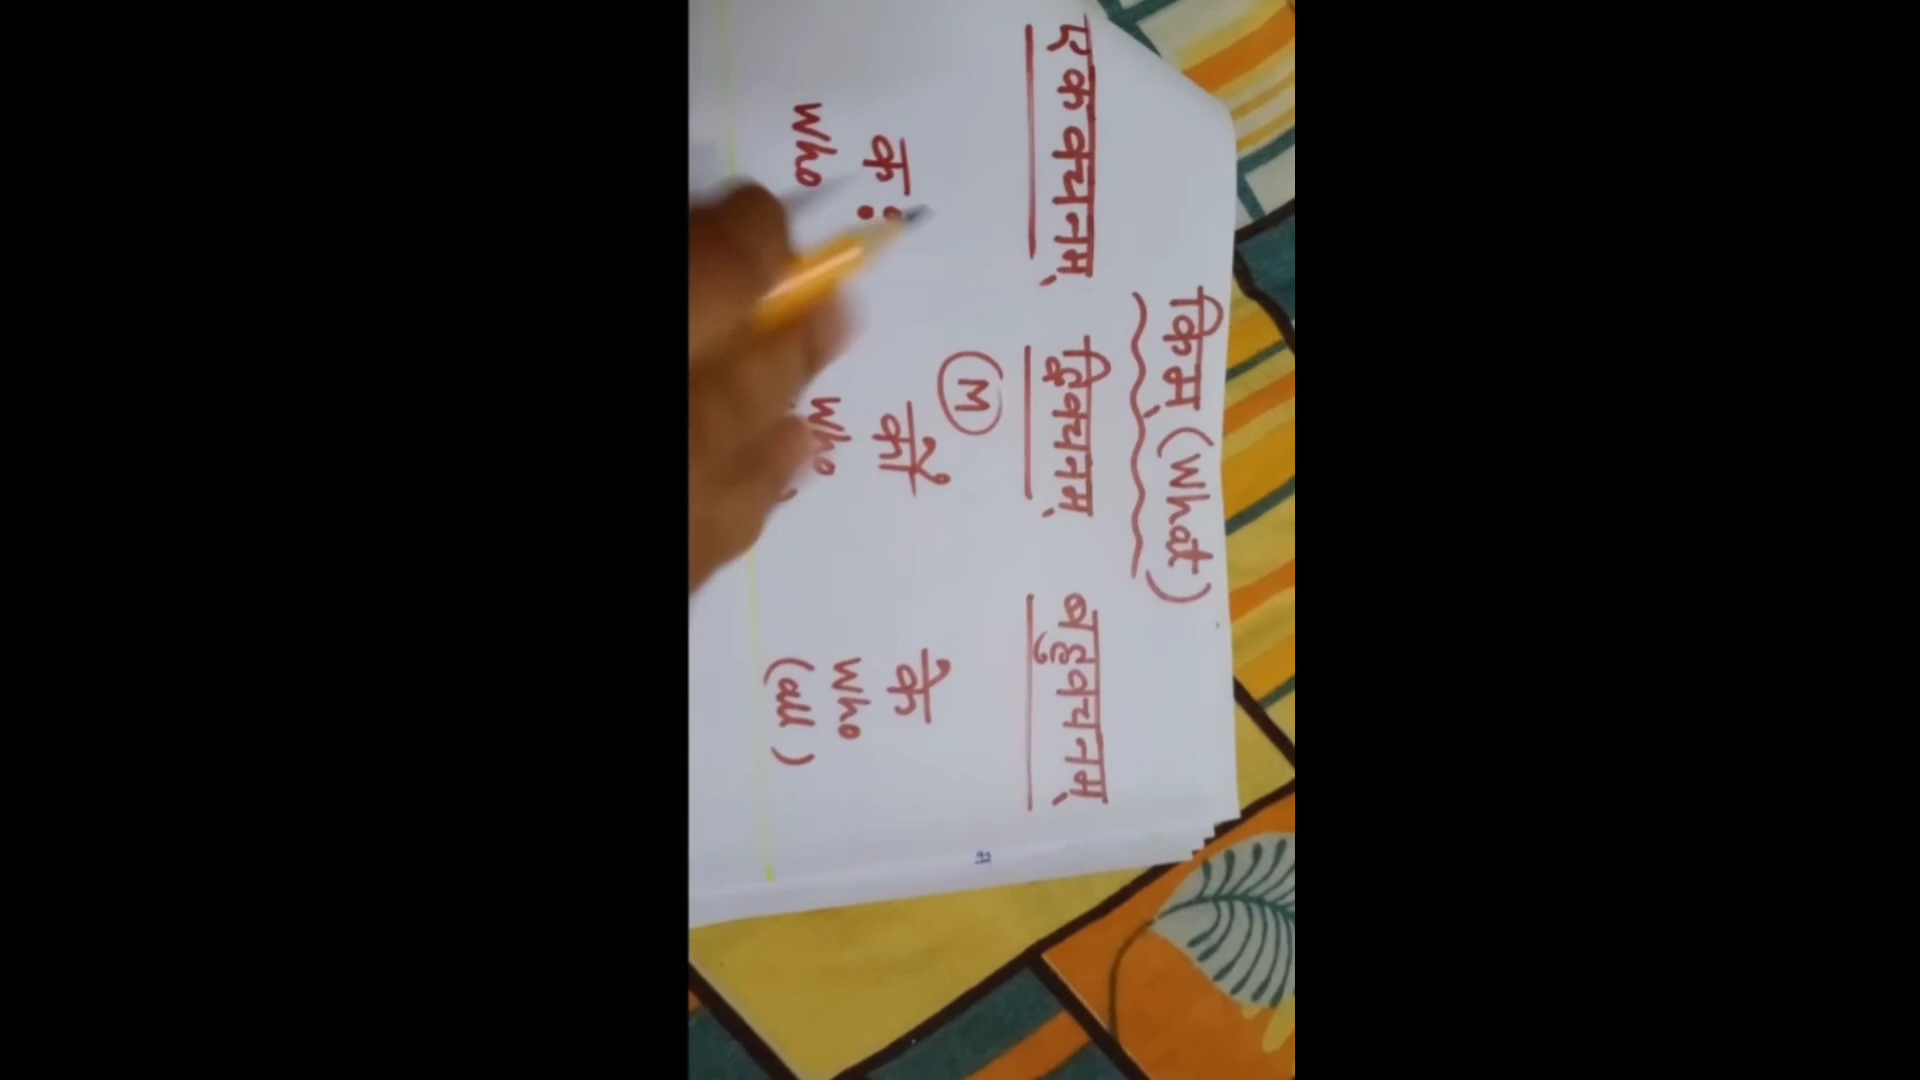 किम् (What)
एकवचनम् द्विवचनम् बहुवचनम्
(M)
कः कौ के
Who Who Who
(all)